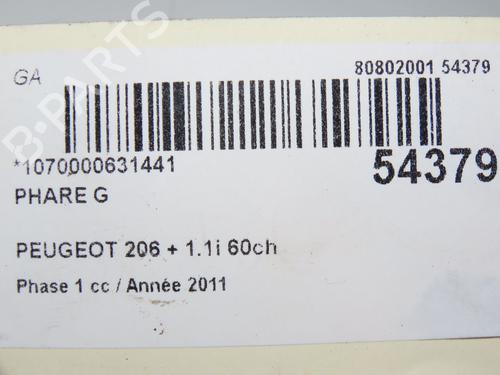 GA
80802001 54379
*1070000631441
54379
PHARE G
PEUGEOT 206 + 1.1i 60ch
Phase 1 cc / Année 2011
B-PARTS